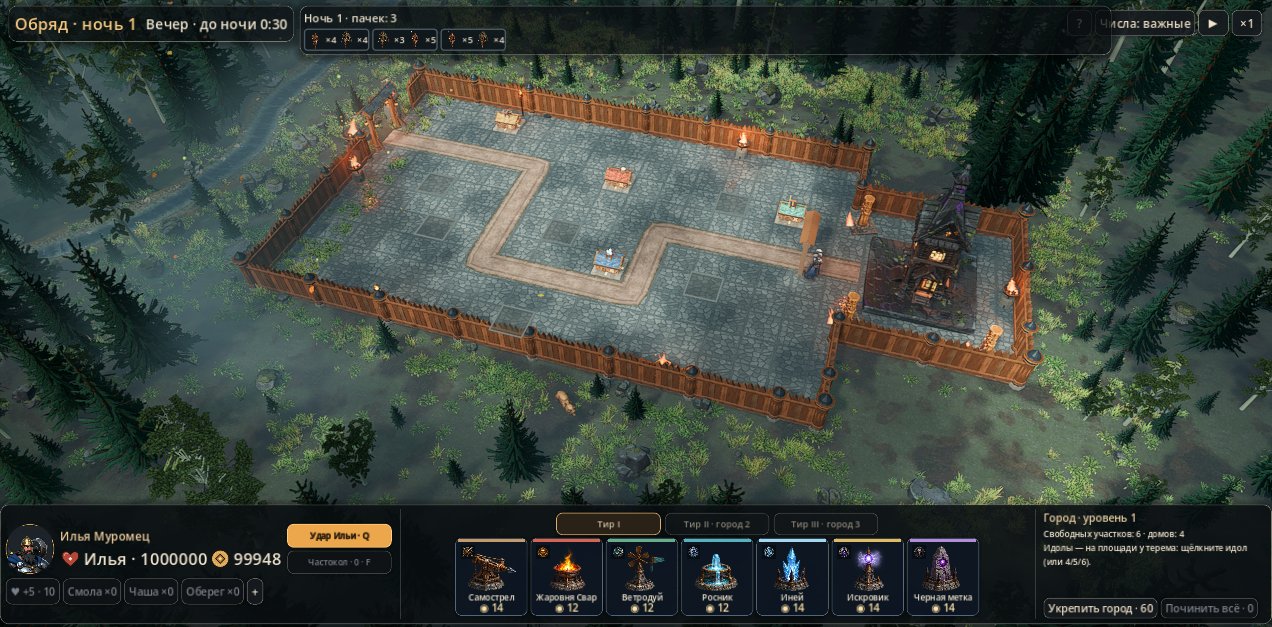 Обряд · ночь 1 Вечер · до ночи 0:30
Ночь 1 · пачек: 3
×4 ×4 ×3 ×5 ×5 ×4
? Числа: важные ▶ ×1
Илья Муромец
Илья · 1000000 99948
Удар Ильи · Q
Частокол · 0 · F
♥ +5 · 10 Смола ×0 Чаша ×0 Оберег ×0 +
Тир I Тир II · город 2 Тир III · город 3
Самострел Жаровня Свар Ветродуй Росник Иней Искровик Черная метка
14 12 12 12 14 14 14
Город · уровень 1
Свободных участков: 6 · домов: 4
Идолы — на площади у терема: щёлкните идол
(или 4/5/6).
Укрепить город · 60 Починить всё · 0